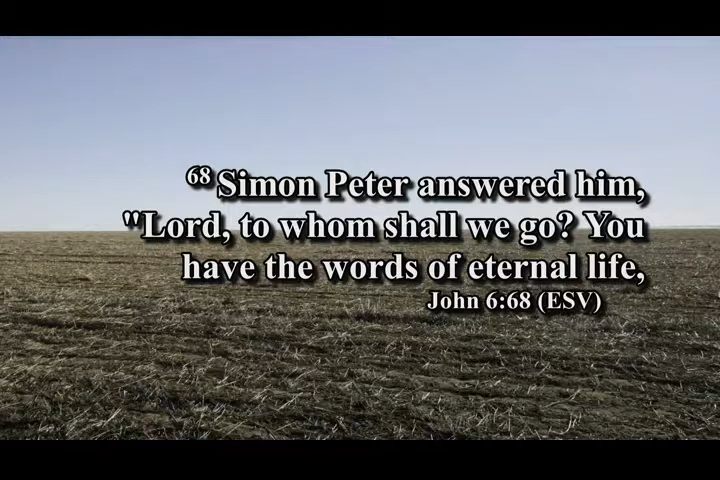 68 Simon Peter answered him,
"Lord, to whom shall we go? You
have the words of eternal life,
John 6:68 (ESV)